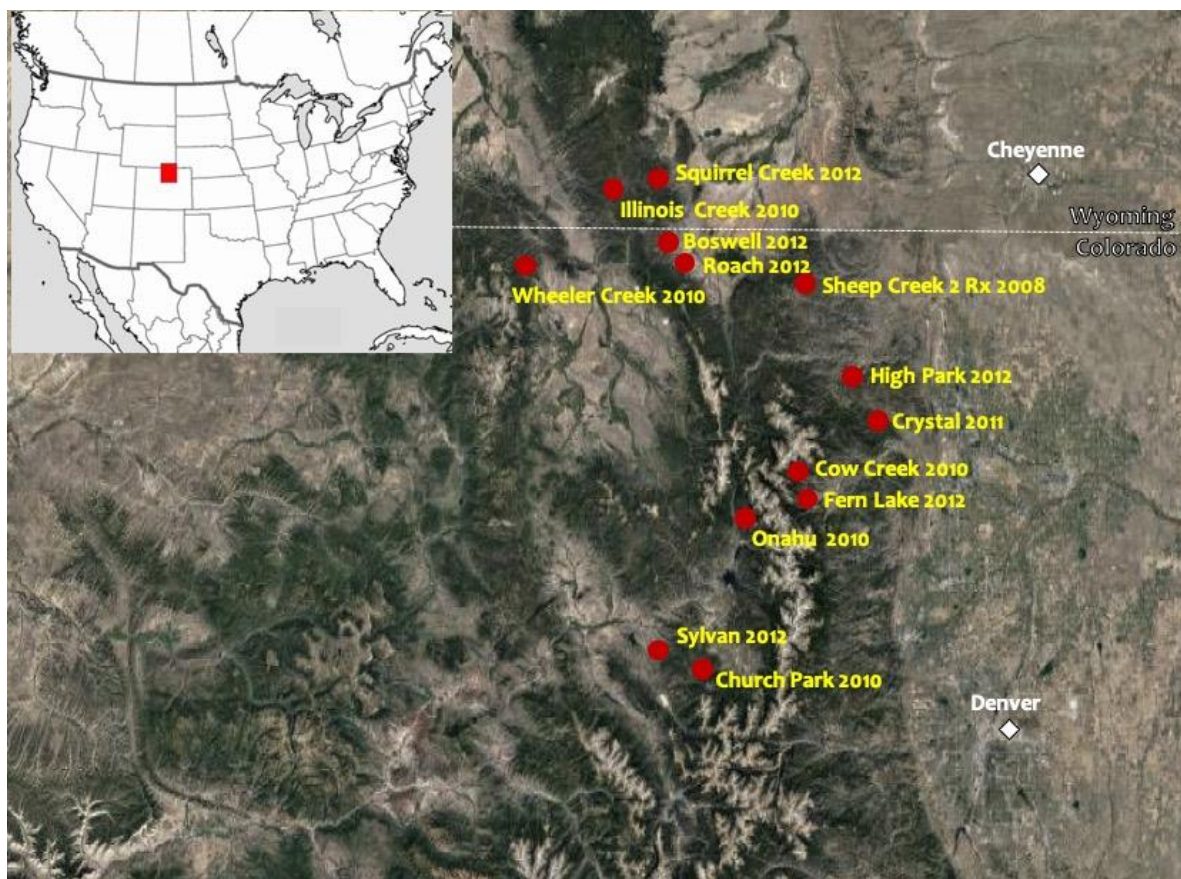 Cheyenne
Squirrel Creek 2012
Illinois Creek 2010
Wyoming
Colorado
Boswell 2012
Roach 2012
Wheeler Creek 2010
Sheep Creek 2 Rx 2008
High Park 2012
Crystal 2011
Cow Creek 2010
Fern Lake 2012
Onahu 2010
Sylvan 2012
Church Park 2010
Denver